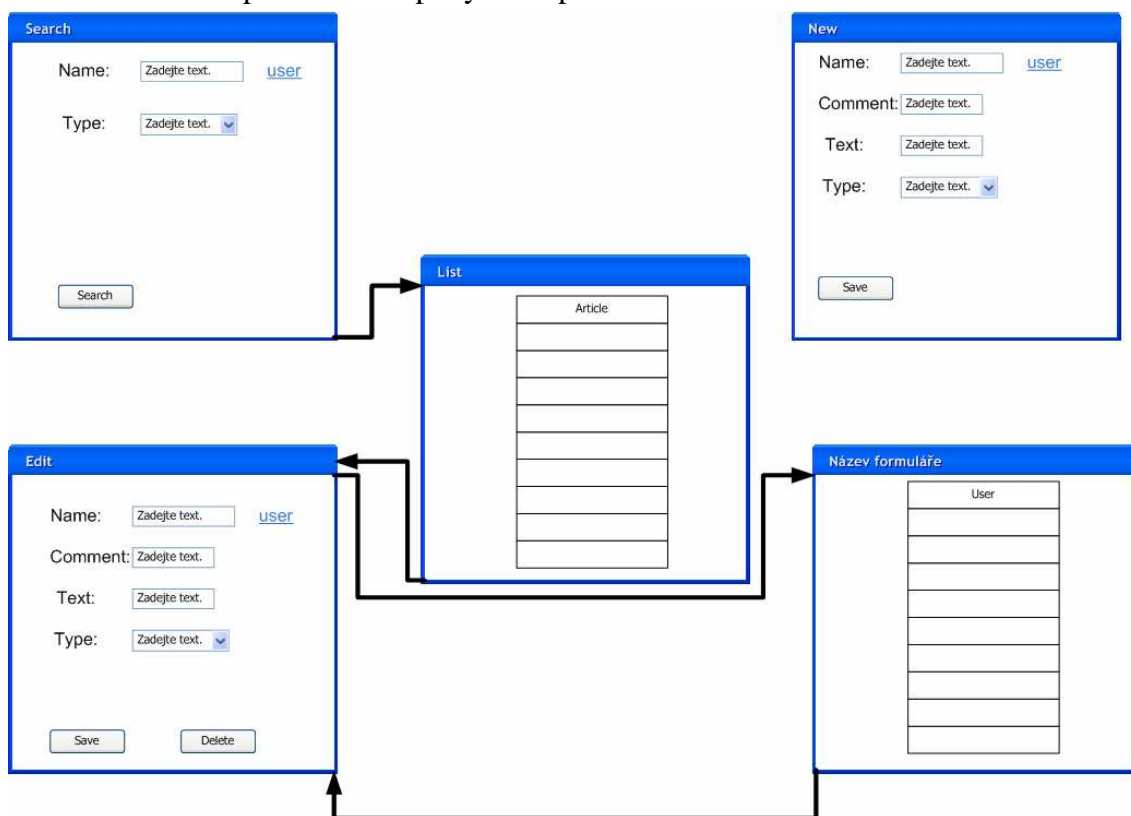 Search
Name: Zadejte text. user
Type: Zadejte text.
Search
New
Name: Zadejte text. user
Comment: Zadejte text.
Text: Zadejte text.
Type: Zadejte text.
Save
List
Article
Edit
Name: Zadejte text. user
Comment: Zadejte text.
Text: Zadejte text.
Type: Zadejte text.
Save Delete
Název formuláře
User